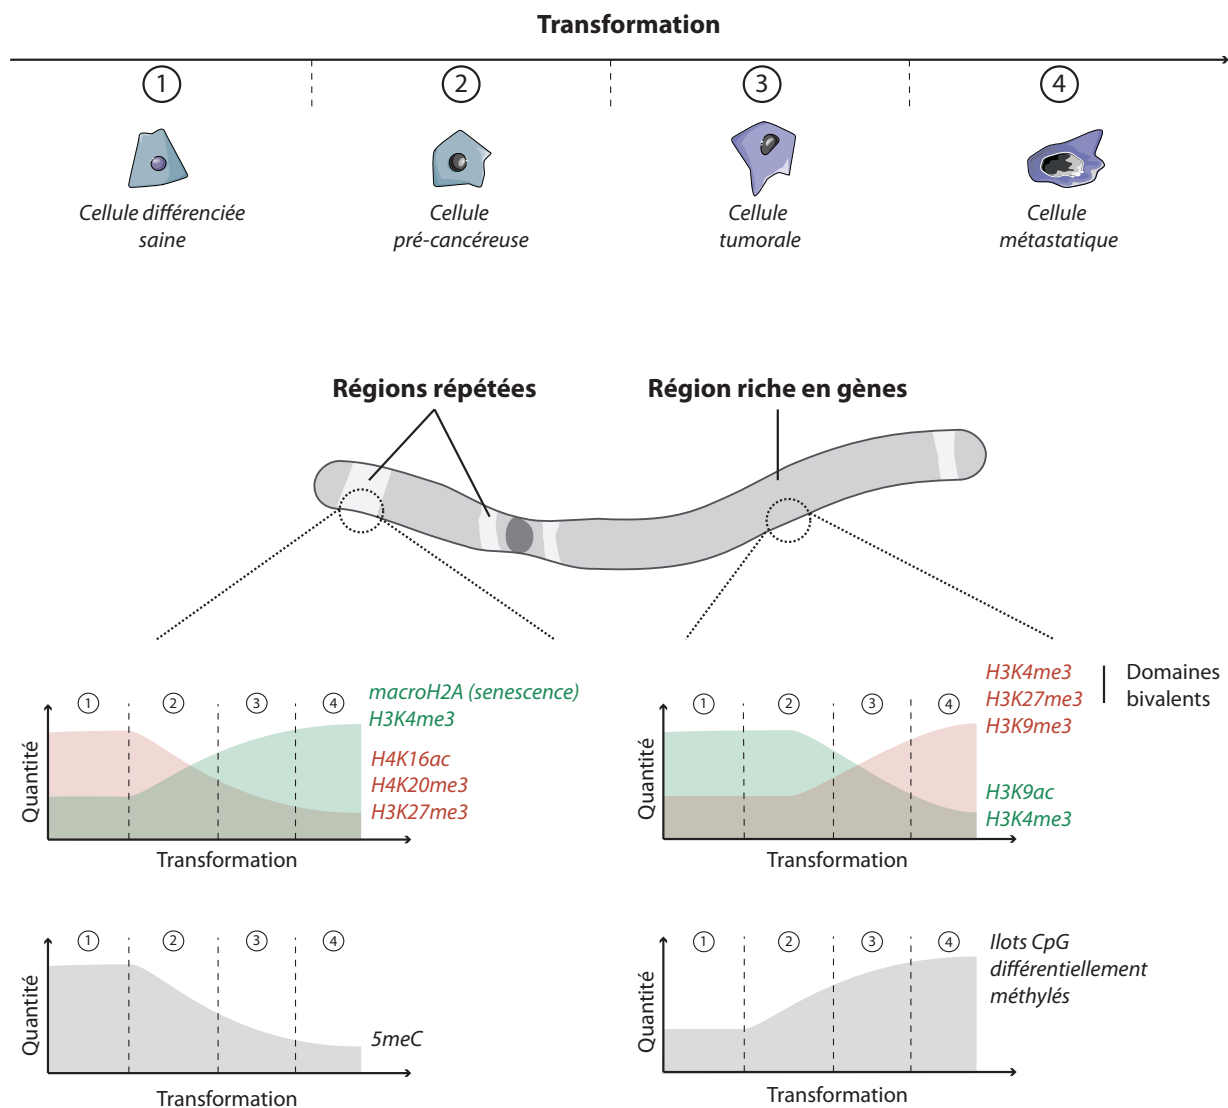 Transformation
1
2
3
4
Cellule différenciée
saine
Cellule
pré-cancéreuse
Cellule
tumorale
Cellule
métastatique
Régions répétées
Région riche en gènes
Quantité
1
2
3
4
macroH2A (senescence)
H3K4me3
H4K16ac
H4K20me3
H3K27me3
Transformation
Quantité
1
2
3
4
H3K4me3
H3K27me3
H3K9me3
Domaines
bivalents
H3K9ac
H3K4me3
Transformation
Quantité
1
2
3
4
5meC
Transformation
Quantité
1
2
3
4
Ilots CpG
différentiellement
méthylés
Transformation